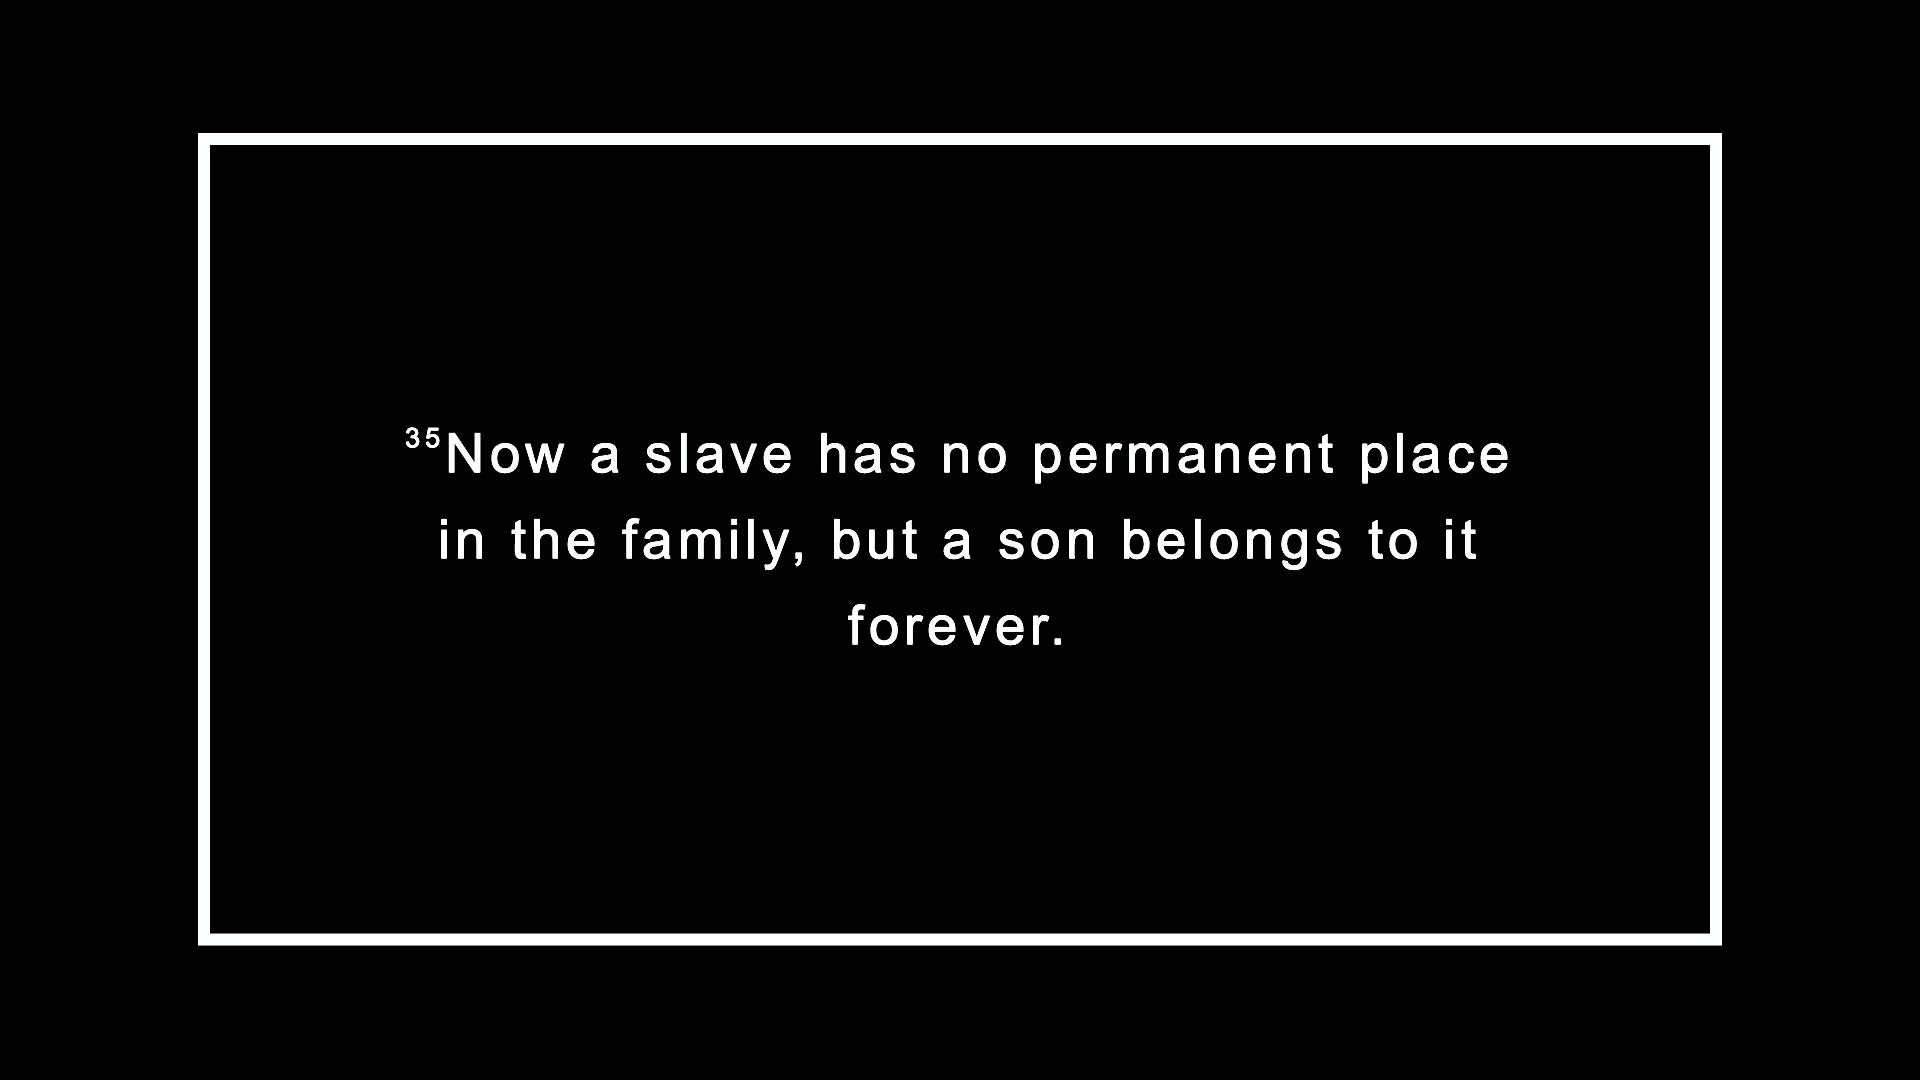 ³⁵Now a slave has no permanent place
in the family, but a son belongs to it
forever.